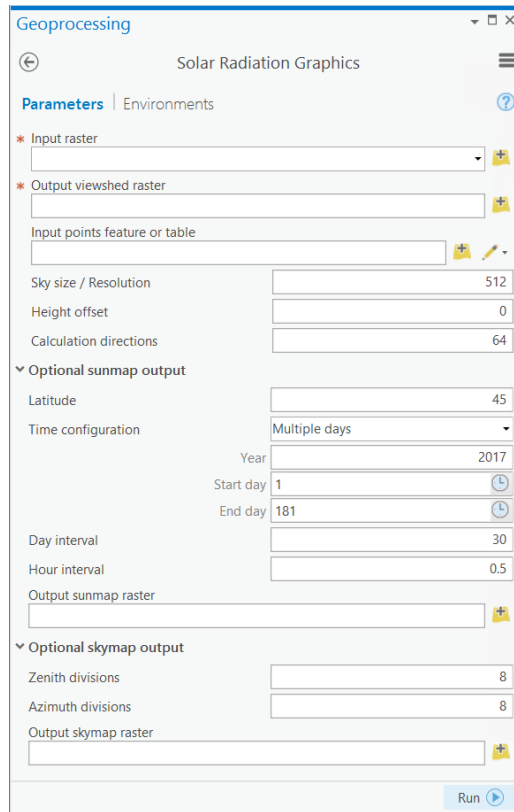 Geoprocessing
Solar Radiation Graphics
Parameters | Environments
* Input raster
* Output viewshed raster
Input points feature or table
Sky size / Resolution 512
Height offset 0
Calculation directions 64
Optional sunmap output
Latitude 45
Time configuration Multiple days
Year 2017
Start day 1
End day 181
Day interval 30
Hour interval 0.5
Output sunmap raster
Optional skymap output
Zenith divisions 8
Azimuth divisions 8
Output skymap raster
Run